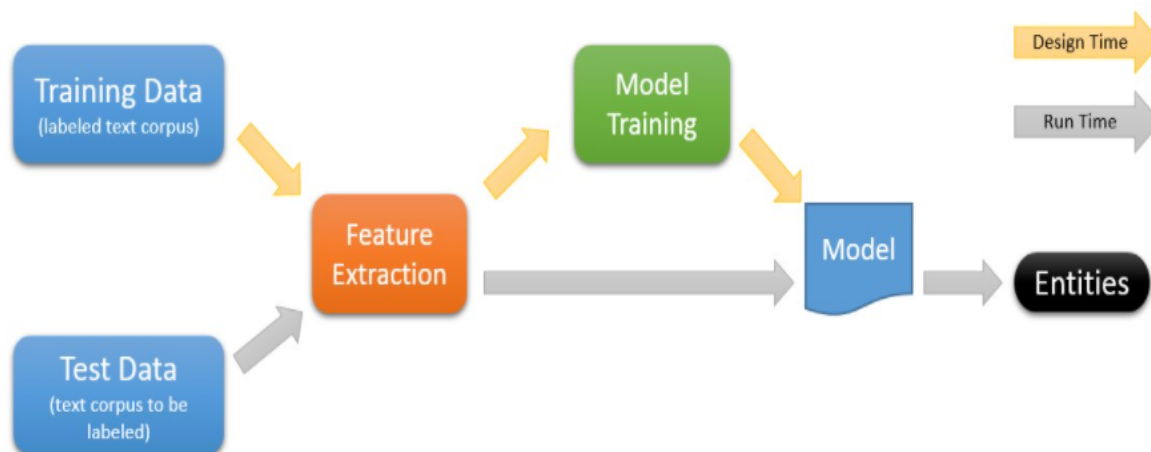 Training Data
(labeled text corpus)
Model
Training
Design Time
Run Time
Feature
Extraction
Model
Entities
Test Data
(text corpus to be
labeled)